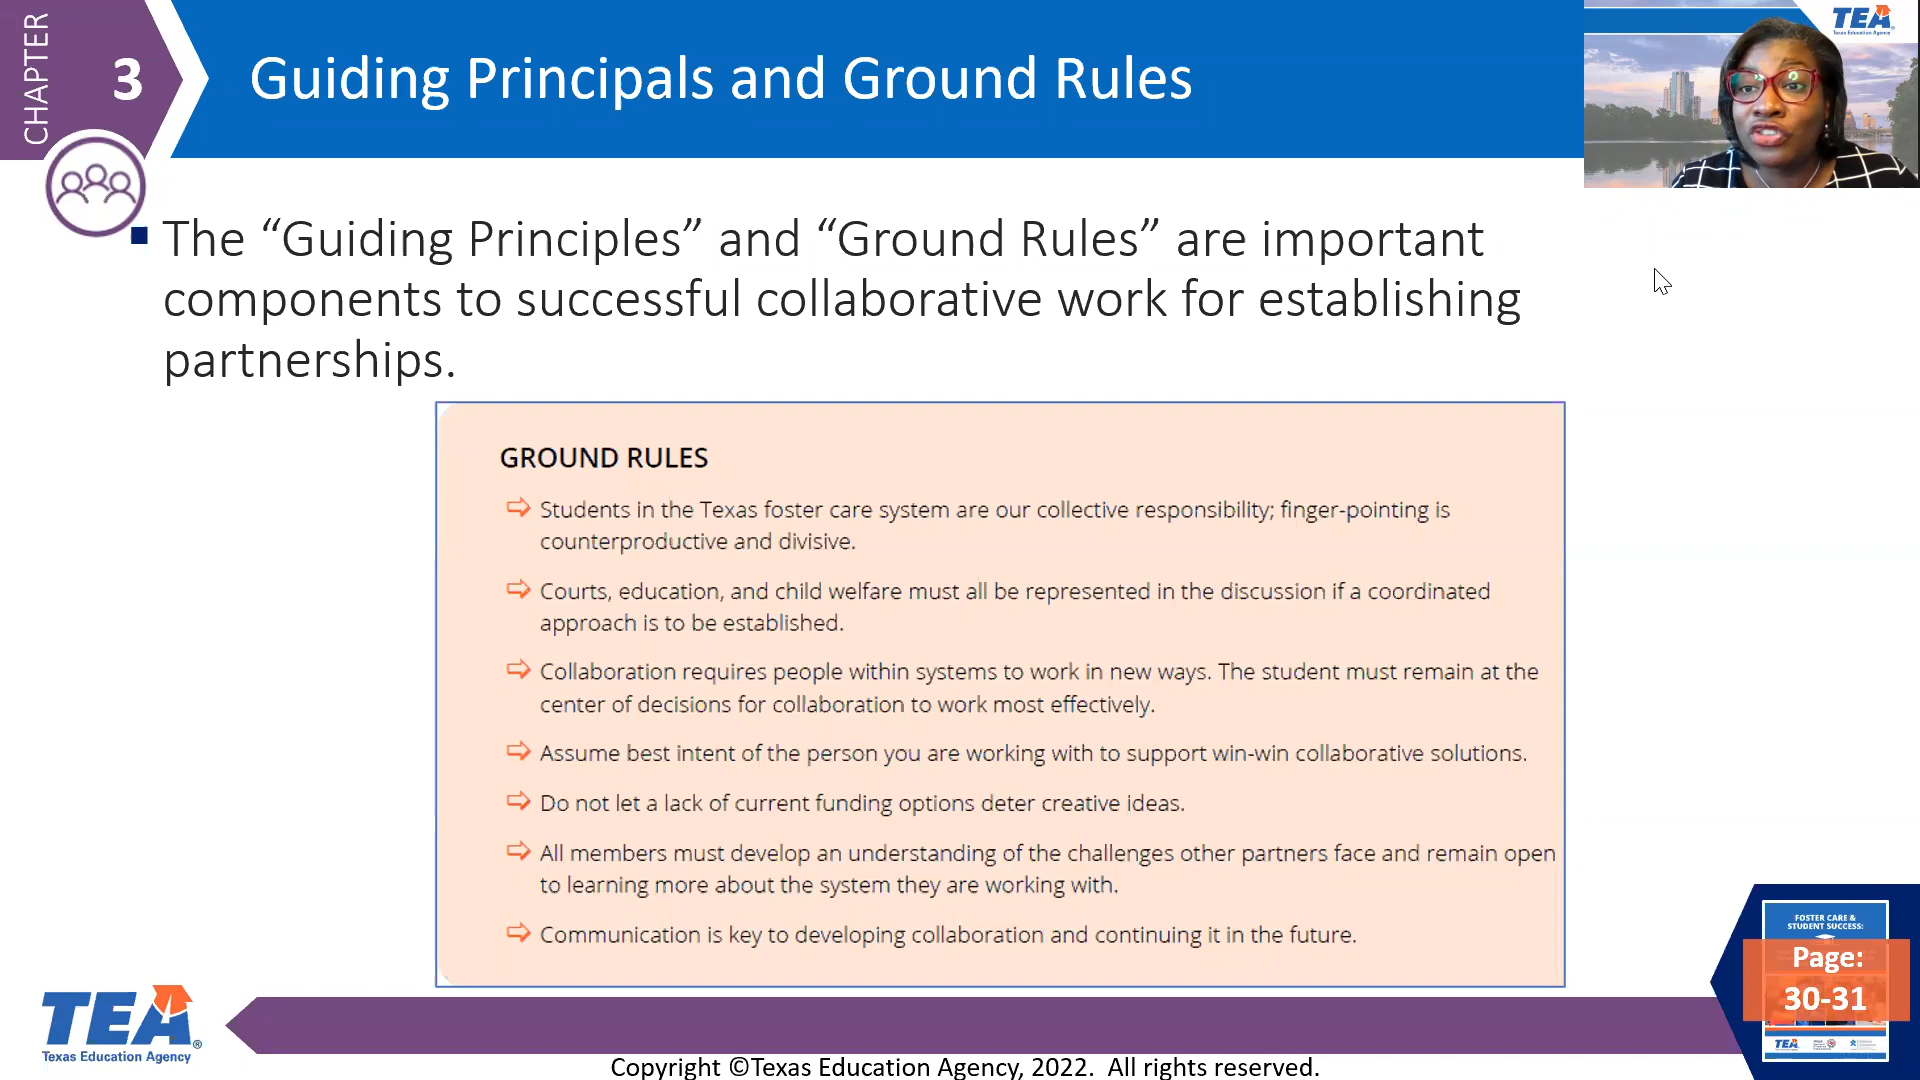 CHAPTER
3
Guiding Principals and Ground Rules
TEA
Texas Education Agency
▪ The “Guiding Principles” and “Ground Rules” are important
components to successful collaborative work for establishing
partnerships.
GROUND RULES
⇨ Students in the Texas foster care system are our collective responsibility; finger-pointing is
counterproductive and divisive.
⇨ Courts, education, and child welfare must all be represented in the discussion if a coordinated
approach is to be established.
⇨ Collaboration requires people within systems to work in new ways. The student must remain at the
center of decisions for collaboration to work most effectively.
⇨ Assume best intent of the person you are working with to support win-win collaborative solutions.
⇨ Do not let a lack of current funding options deter creative ideas.
⇨ All members must develop an understanding of the challenges other partners face and remain open
to learning more about the system they are working with.
⇨ Communication is key to developing collaboration and continuing it in the future.
FOSTER CARE &
STUDENT SUCCESS:
Page:
30-31
TEA
TEA®
Texas Education Agency
Copyright ©Texas Education Agency, 2022. All rights reserved.